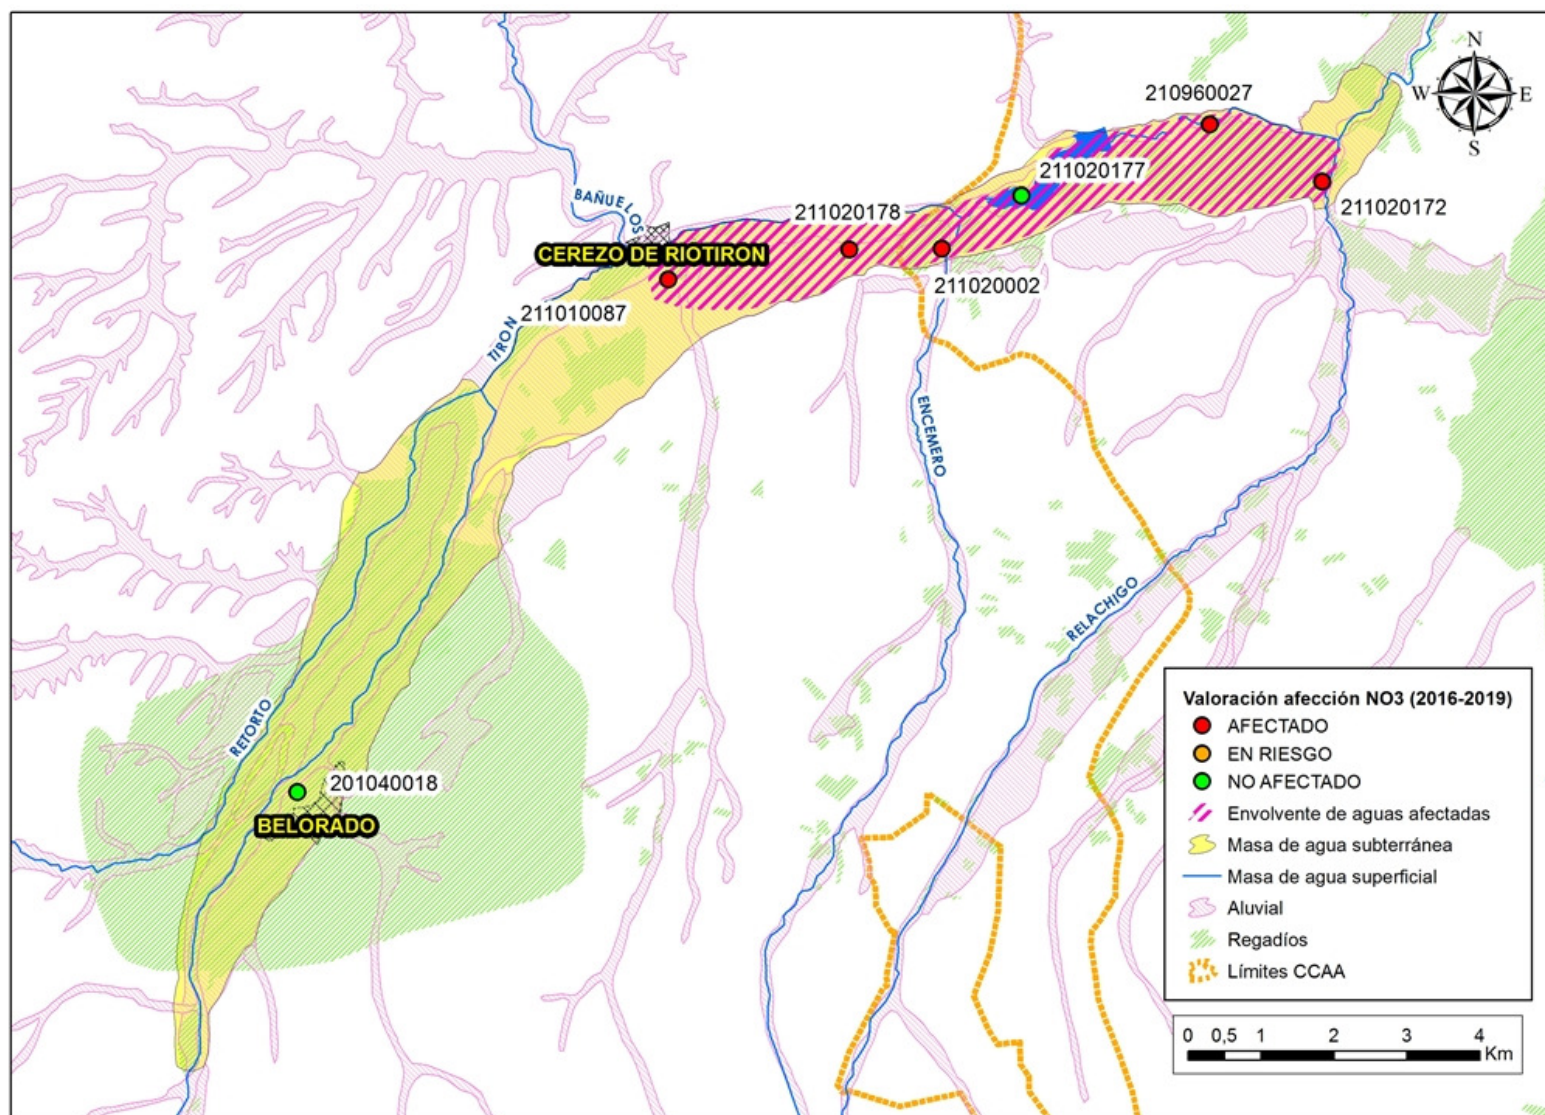 N
W
E
S
210960027
211020177
BAÑUELOS
211020178
211020172
CEREZO DE RIOTIRON
211020002
211010087
TIRON
ENCEMERO
RELACHIGO
RETORTO
201040018
BELORADO
Valoración afección NO3 (2016-2019)
AFECTADO
EN RIESGO
NO AFECTADO
Envolvente de aguas afectadas
Masa de agua subterránea
Masa de agua superficial
Aluvial
Regadíos
Límites CCAA
0 0,5 1 2 3 4
Km